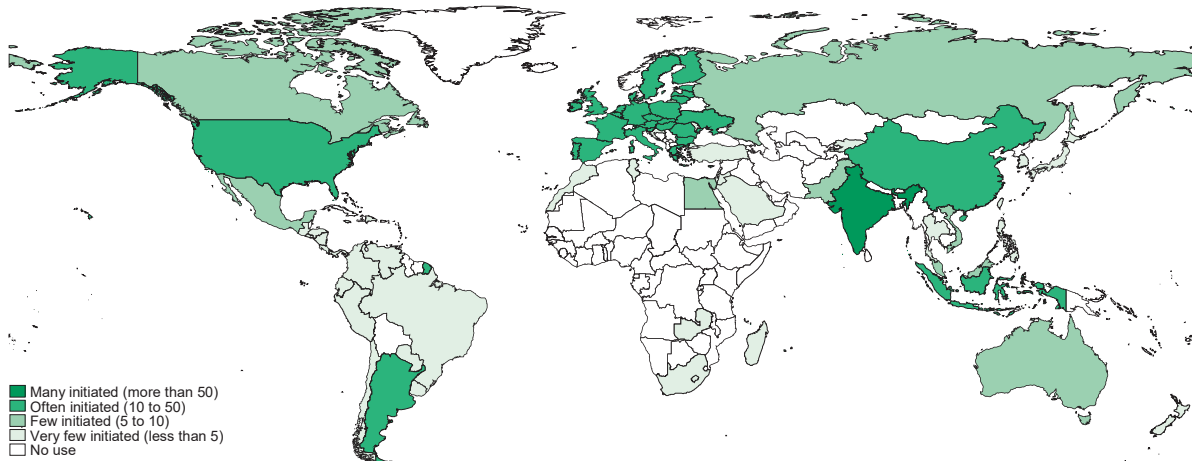 Many initiated (more than 50)
Often initiated (10 to 50)
Few initiated (5 to 10)
Very few initiated (less than 5)
No use